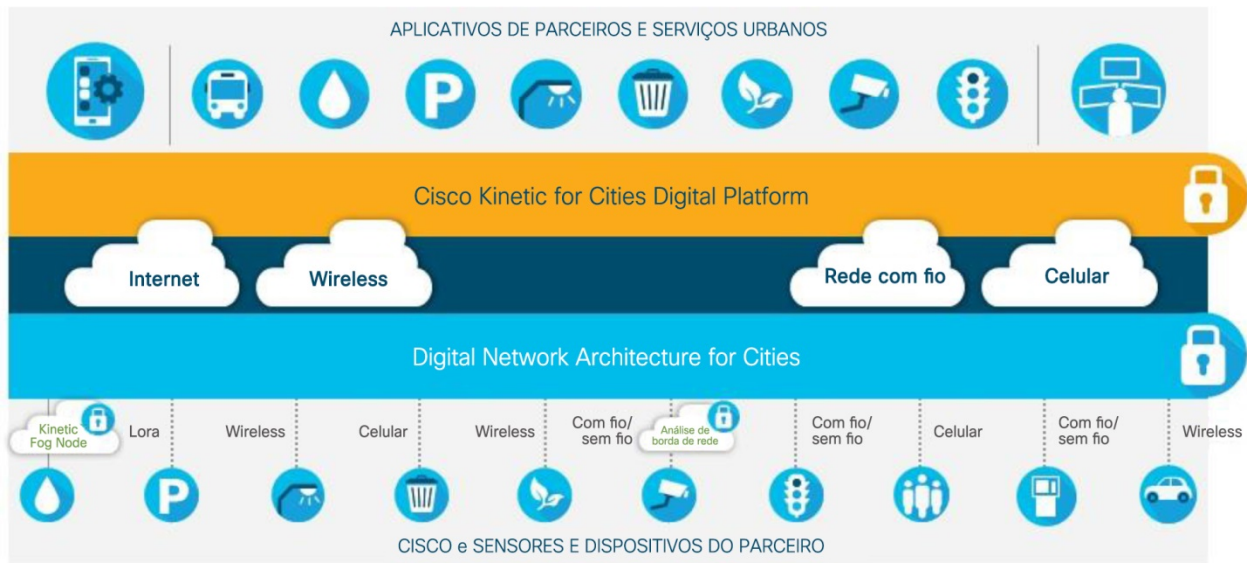 APLICATIVOS DE PARCEIROS E SERVIÇOS URBANOS
P
Cisco Kinetic for Cities Digital Platform
Internet
Wireless
Rede com fio
Celular
Digital Network Architecture for Cities
Kinetic
Fog Node
Lora
Wireless
Celular
Wireless
Com fio/
sem fio
Análise de
borda de rede
Com fio/
sem fio
Celular
Com fio/
sem fio
Wireless
P
CISCO e SENSORES E DISPOSITIVOS DO PARCEIRO